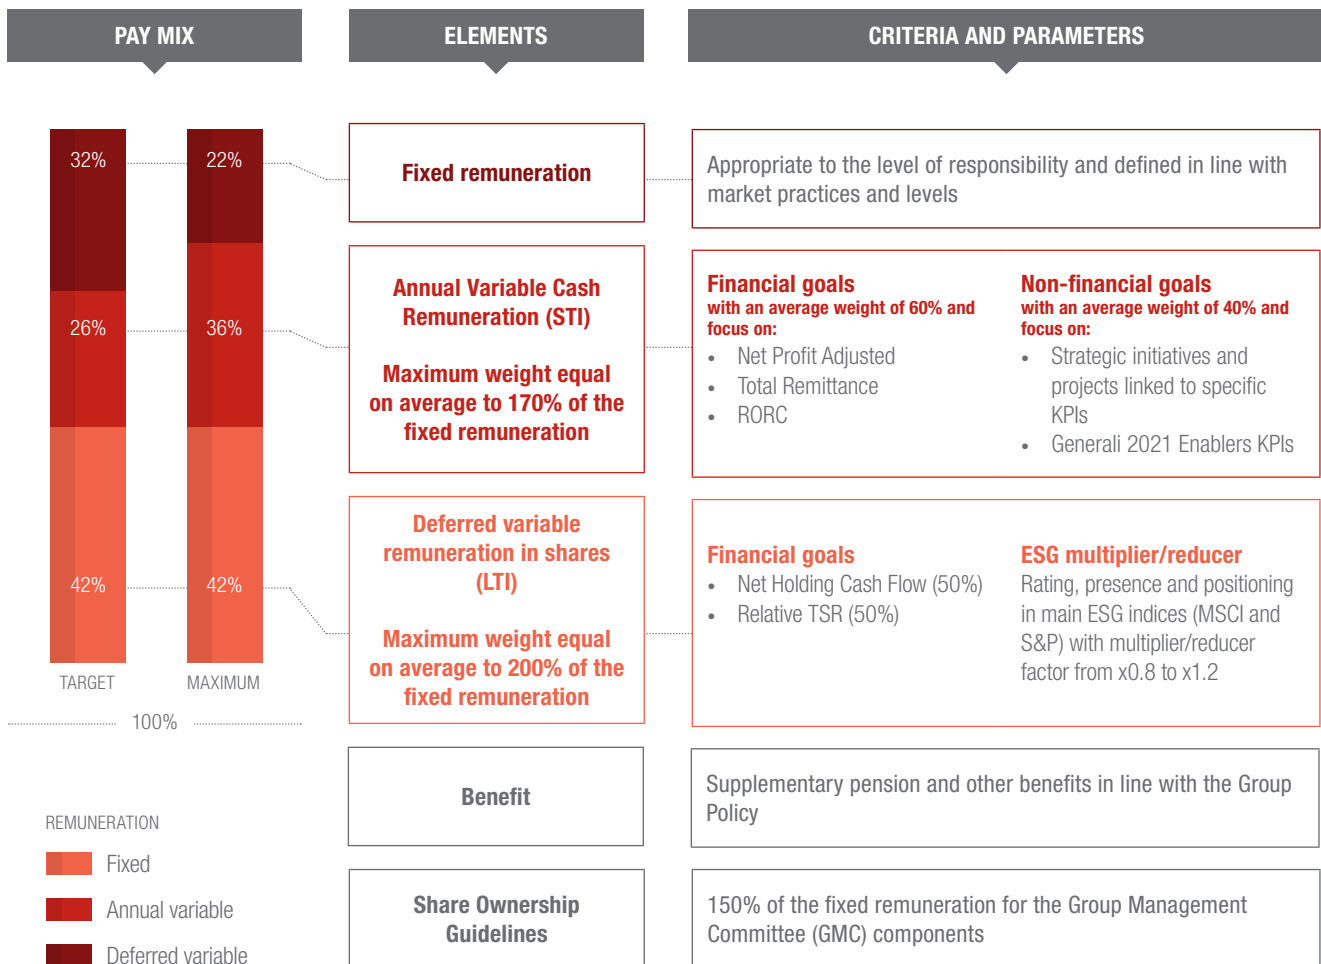 PAY MIX
ELEMENTS
CRITERIA AND PARAMETERS
32%
22%
26%
36%
42%
42%
TARGET
MAXIMUM
100%
REMUNERATION
Fixed
Annual variable
Deferred variable
Fixed remuneration
Appropriate to the level of responsibility and defined in line with
market practices and levels
Annual Variable Cash
Remuneration (STI)
Maximum weight equal
on average to 170% of the
fixed remuneration
Financial goals
with an average weight of 60% and
focus on:
• Net Profit Adjusted
• Total Remittance
• RORC
Non-financial goals
with an average weight of 40% and
focus on:
• Strategic initiatives and
projects linked to specific
KPIs
• Generali 2021 Enablers KPIs
Deferred variable
remuneration in shares
(LTI)
Maximum weight equal
on average to 200% of the
fixed remuneration
Financial goals
• Net Holding Cash Flow (50%)
• Relative TSR (50%)
ESG multiplier/reducer
Rating, presence and positioning
in main ESG indices (MSCI and
S&P) with multiplier/reducer
factor from x0.8 to x1.2
Benefit
Supplementary pension and other benefits in line with the Group
Policy
Share Ownership
Guidelines
150% of the fixed remuneration for the Group Management
Committee (GMC) components